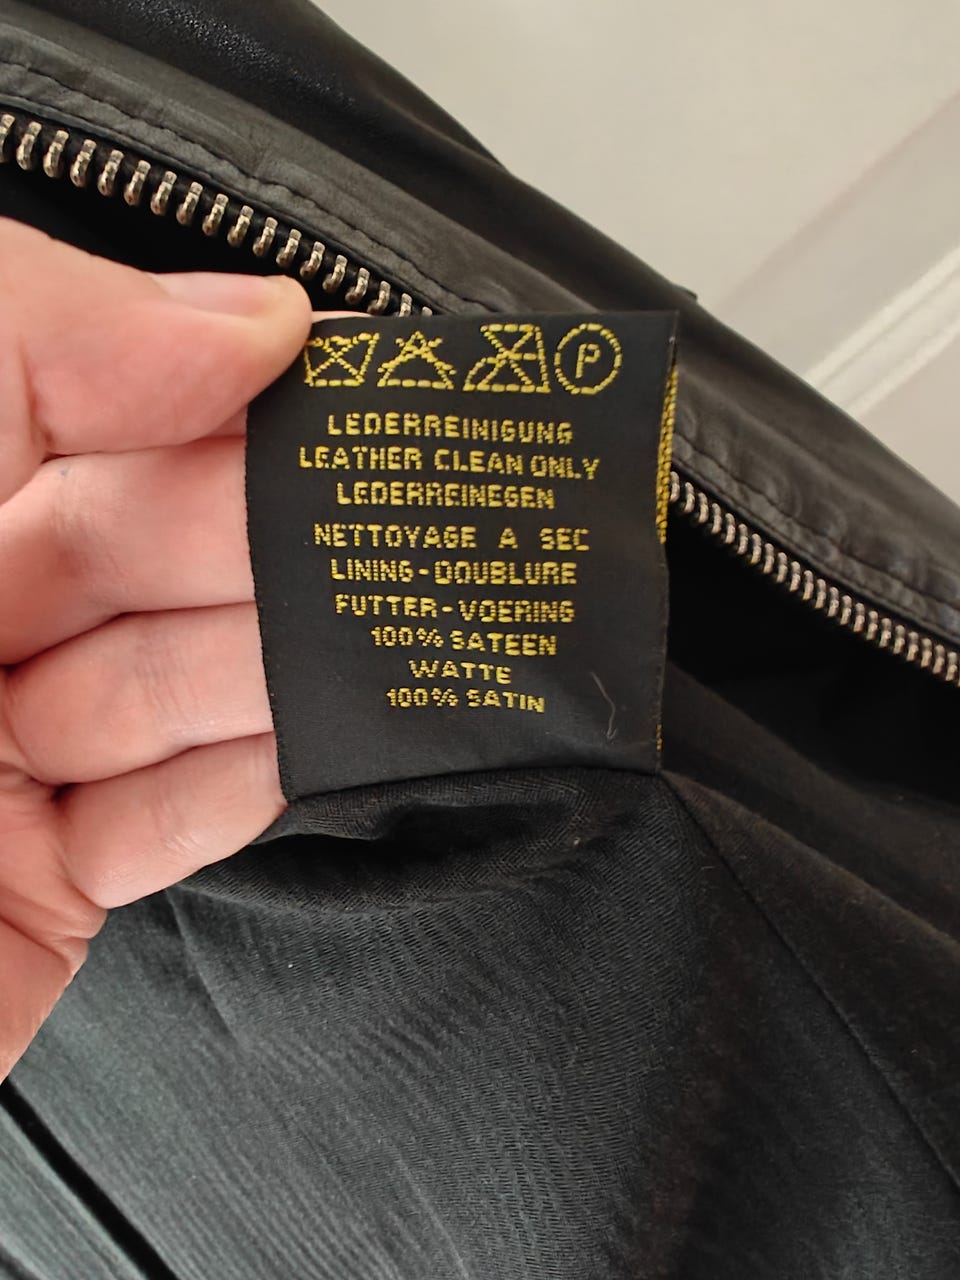 P
LEDERREINIGUNG
LEATHER CLEAN ONLY
LEDERREINEGEN
NETTOYAGE A SEC
LINING-DOUBLURE
FUTTER-VOERING
100% SATEEN
WATTE
100% SATIN